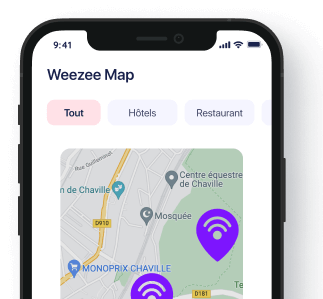 9:41
Weezee Map
Tout
Hôtels
Restaurant
Rue Guillemout
Centre équestre
de Chaville
n de Chaville
Mosquée
D910
MONOPRIX CHAVILLE
D181
Te